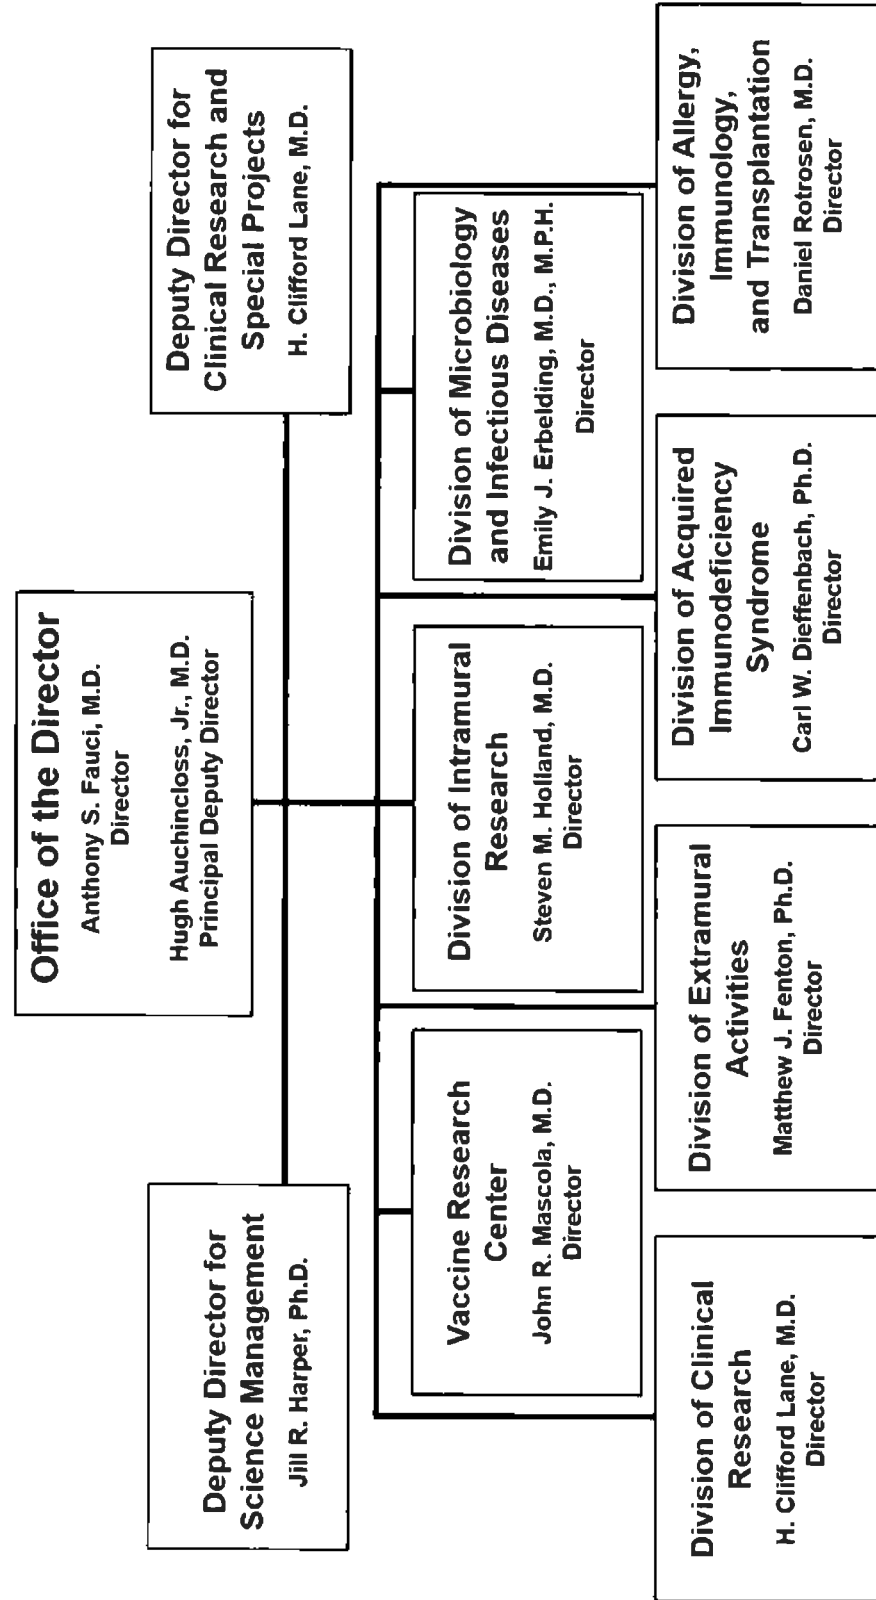 Office of the Director
Anthony S. Fauci, M.D.
Director
Hugh Auchincloss, Jr., M.D.
Principal Deputy Director
Deputy Director for
Science Management
Jill R. Harper, Ph.D.
Deputy Director for
Clinical Research and
Special Projects
H. Clifford Lane, M.D.
Vaccine Research
Center
John R. Mascola, M.D.
Director
Division of Intramural
Research
Steven M. Holland, M.D.
Director
Division of Microbiology
and Infectious Diseases
Emily J. Erbelding, M.D., M.P.H.
Director
Division of Clinical
Research
H. Clifford Lane, M.D.
Director
Division of Extramural
Activities
Matthew J. Fenton, Ph.D.
Director
Division of Acquired
Immunodeficiency
Syndrome
Carl W. Dieffenbach, Ph.D.
Director
Division of Allergy,
Immunology,
and Transplantation
Daniel Rotrosen, M.D.
Director